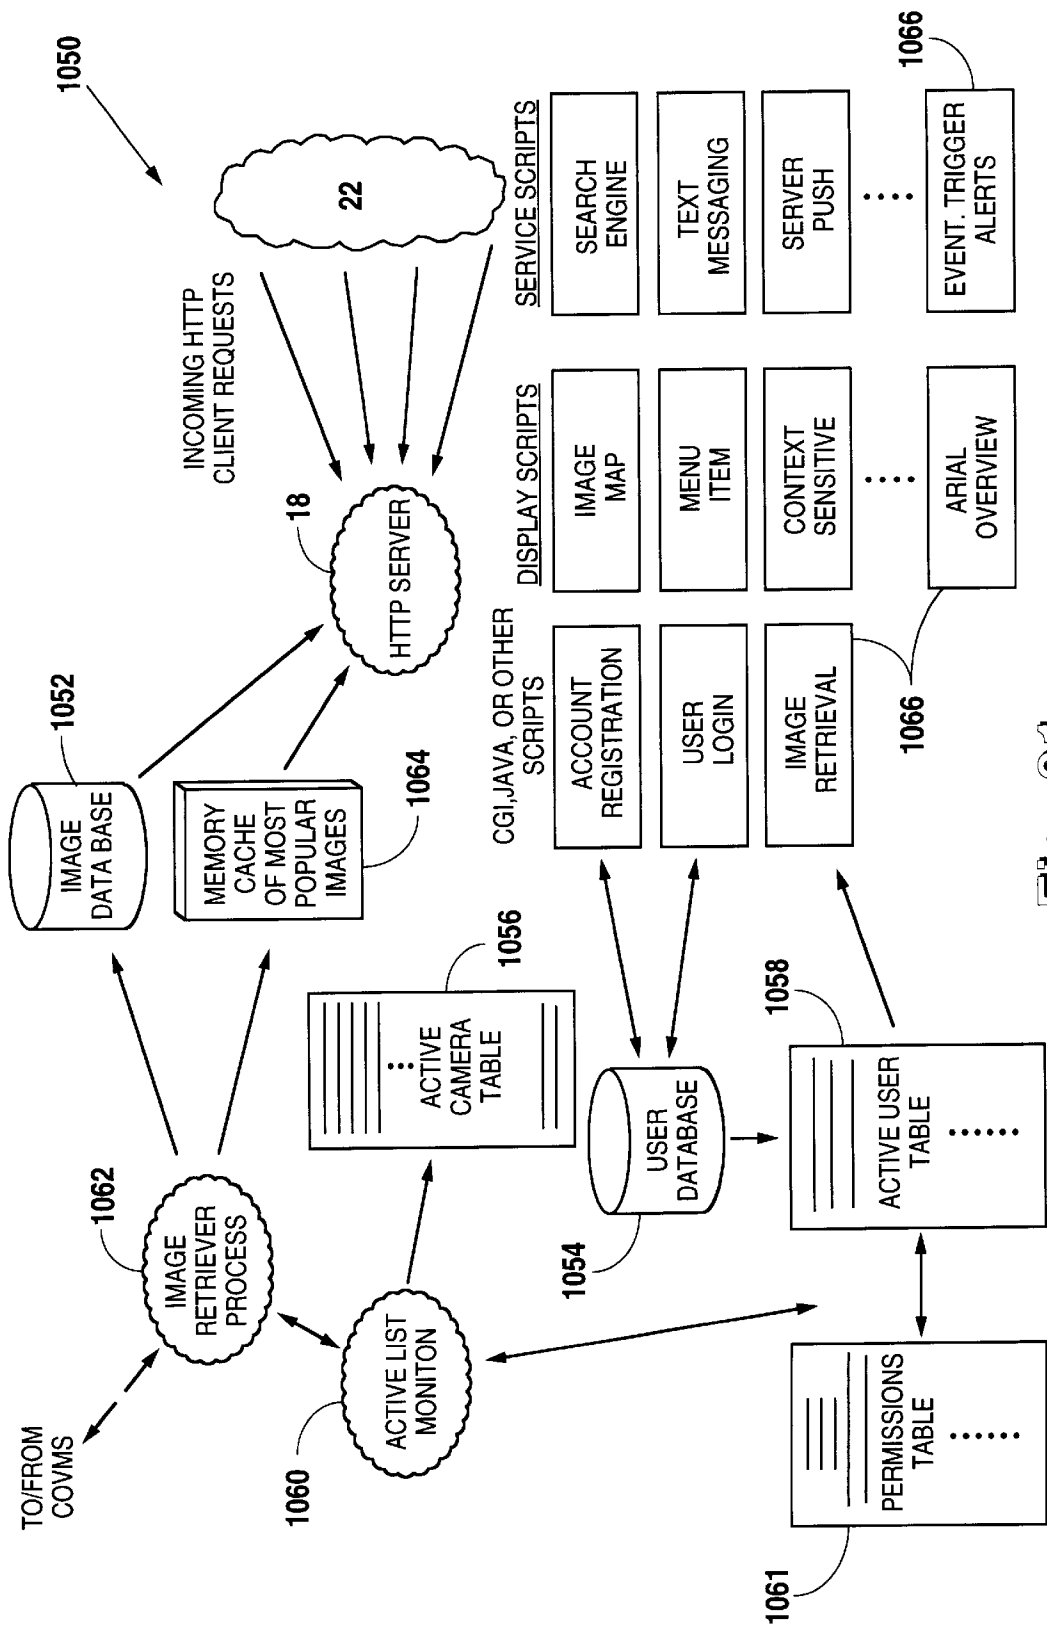 TO/FROM
COVMS
1062
IMAGE
RETRIEVER
PROCESS
1052
IMAGE
DATA BASE
1050
MEMORY
CACHE
OF MOST
POPULAR
IMAGES
1064
INCOMING HTTP
CLIENT REQUESTS
22
18
HTTP SERVER
1060
ACTIVE LIST
MONITON
1056
ACTIVE
CAMERA
TABLE
1054
USER
DATABASE
CGI,JAVA, OR OTHER
SCRIPTS
ACCOUNT
REGISTRATION
USER
LOGIN
IMAGE
RETRIEVAL
DISPLAY SCRIPTS
IMAGE
MAP
MENU
ITEM
CONTEXT
SENSITIVE
ARIAL
OVERVIEW
1066
SERVICE SCRIPTS
SEARCH
ENGINE
TEXT
MESSAGING
SERVER
PUSH
EVENT. TRIGGER
ALERTS
1066
1061
PERMISSIONS
TABLE
1058
ACTIVE USER
TABLE